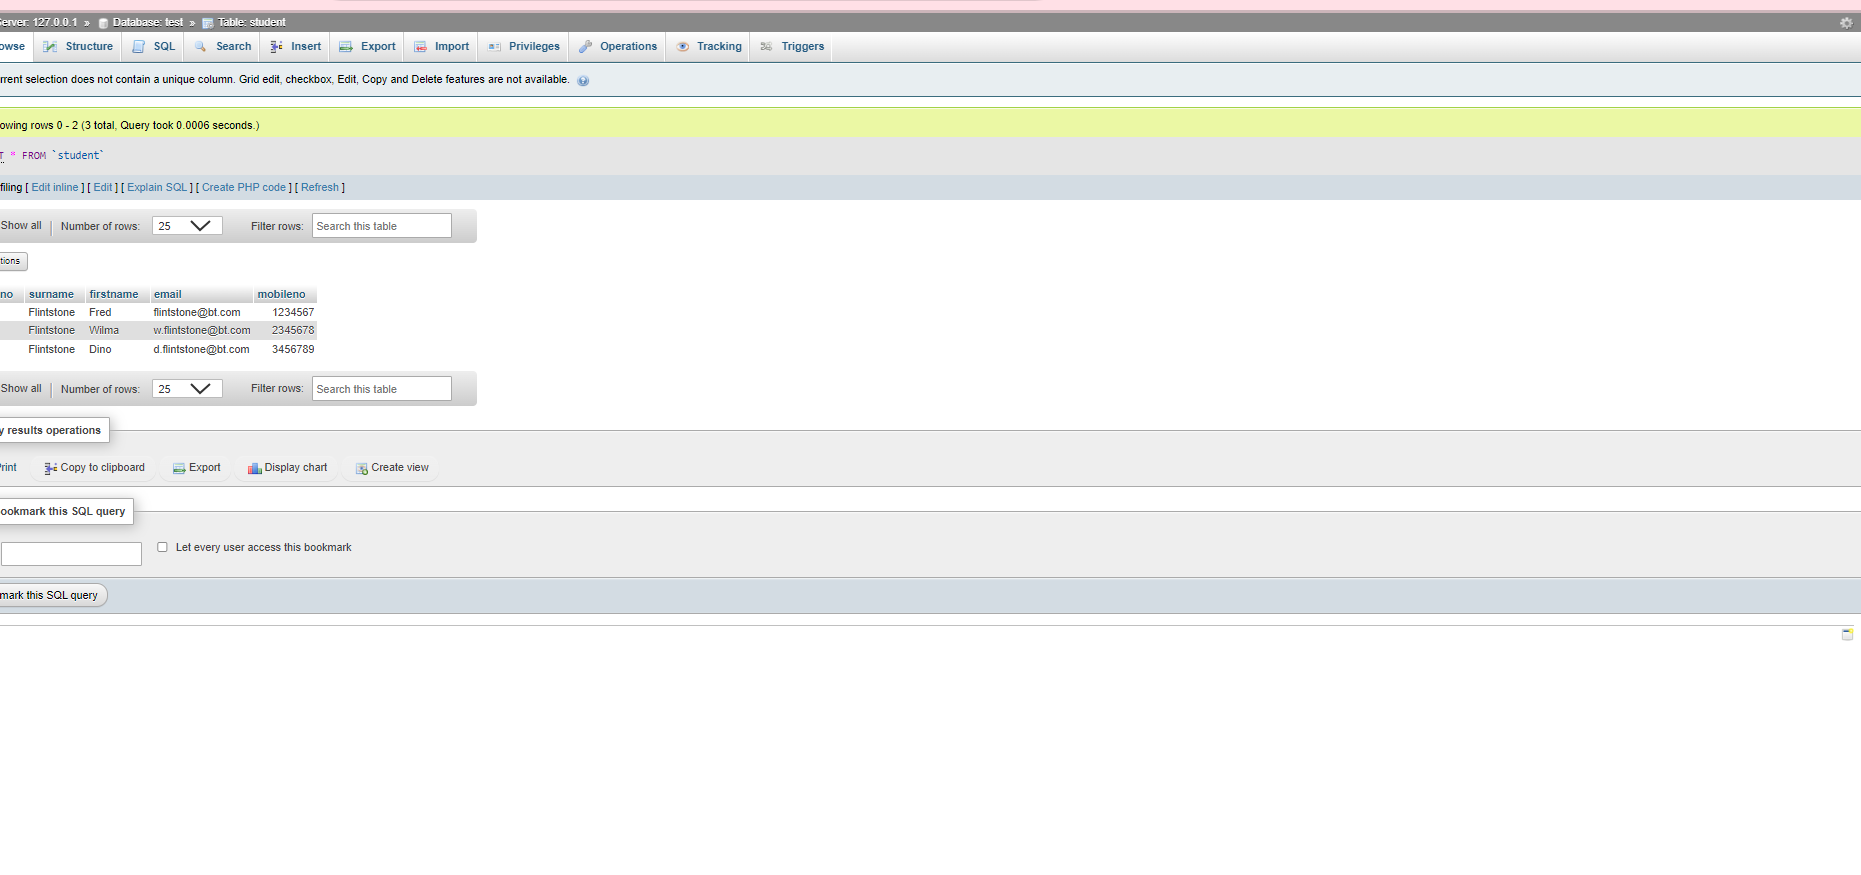 erver: 127.0.0.1 » Database: test » Table: student
owse Structure SQL Search Insert Export Import Privileges Operations Tracking Triggers
rrent selection does not contain a unique column. Grid edit, checkbox, Edit, Copy and Delete features are not available.
owing rows 0 - 2 (3 total, Query took 0.0006 seconds.)
T * FROM `student`
filing [ Edit inline ] [ Edit ] [ Explain SQL ] [ Create PHP code ] [ Refresh ]
Show all | Number of rows: 25 Filter rows: Search this table
tions
no surname firstname email mobileno
Flintstone Fred flintstone@bt.com 1234567
Flintstone Wilma w.flintstone@bt.com 2345678
Flintstone Dino d.flintstone@bt.com 3456789
Show all | Number of rows: 25 Filter rows: Search this table
y results operations
rint Copy to clipboard Export Display chart Create view
ookmark this SQL query
Let every user access this bookmark
mark this SQL query